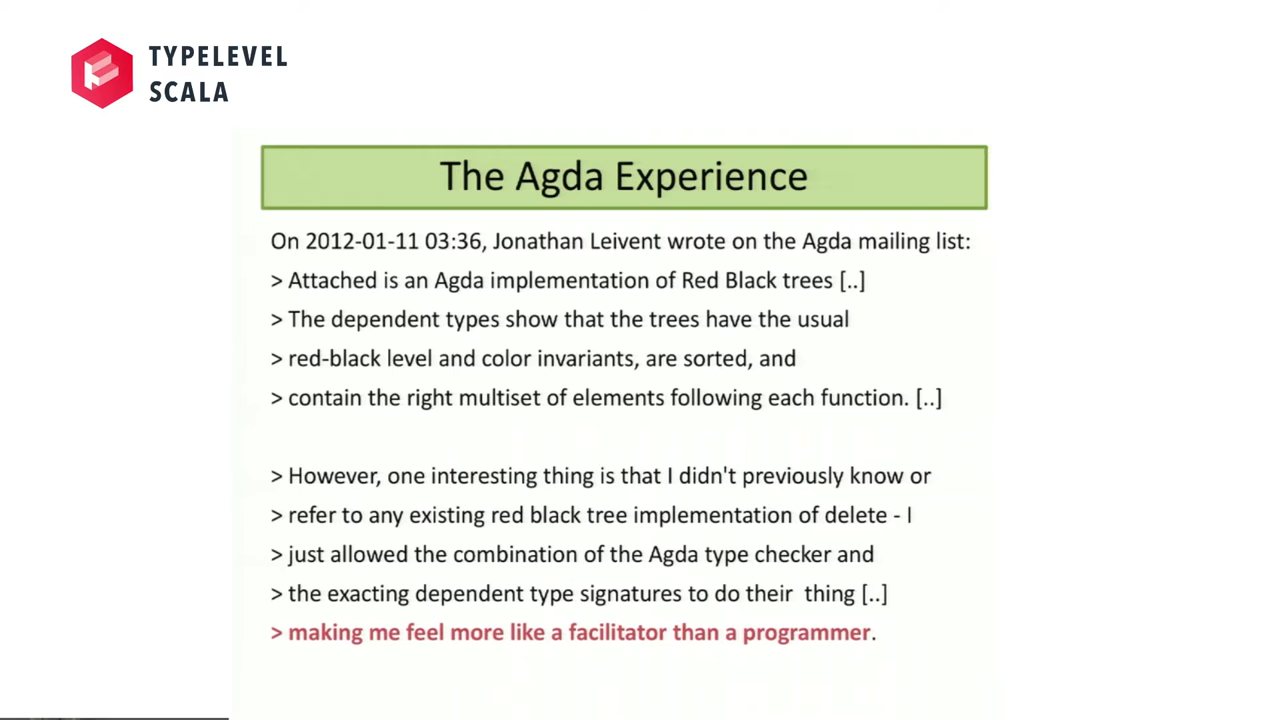 TYPELEVEL
SCALA
The Agda Experience
On 2012-01-11 03:36, Jonathan Leivent wrote on the Agda mailing list:
> Attached is an Agda implementation of Red Black trees [..]
> The dependent types show that the trees have the usual
> red-black level and color invariants, are sorted, and
> contain the right multiset of elements following each function. [..]
> However, one interesting thing is that I didn't previously know or
> refer to any existing red black tree implementation of delete - I
> just allowed the combination of the Agda type checker and
> the exacting dependent type signatures to do their thing [..]
> making me feel more like a facilitator than a programmer.